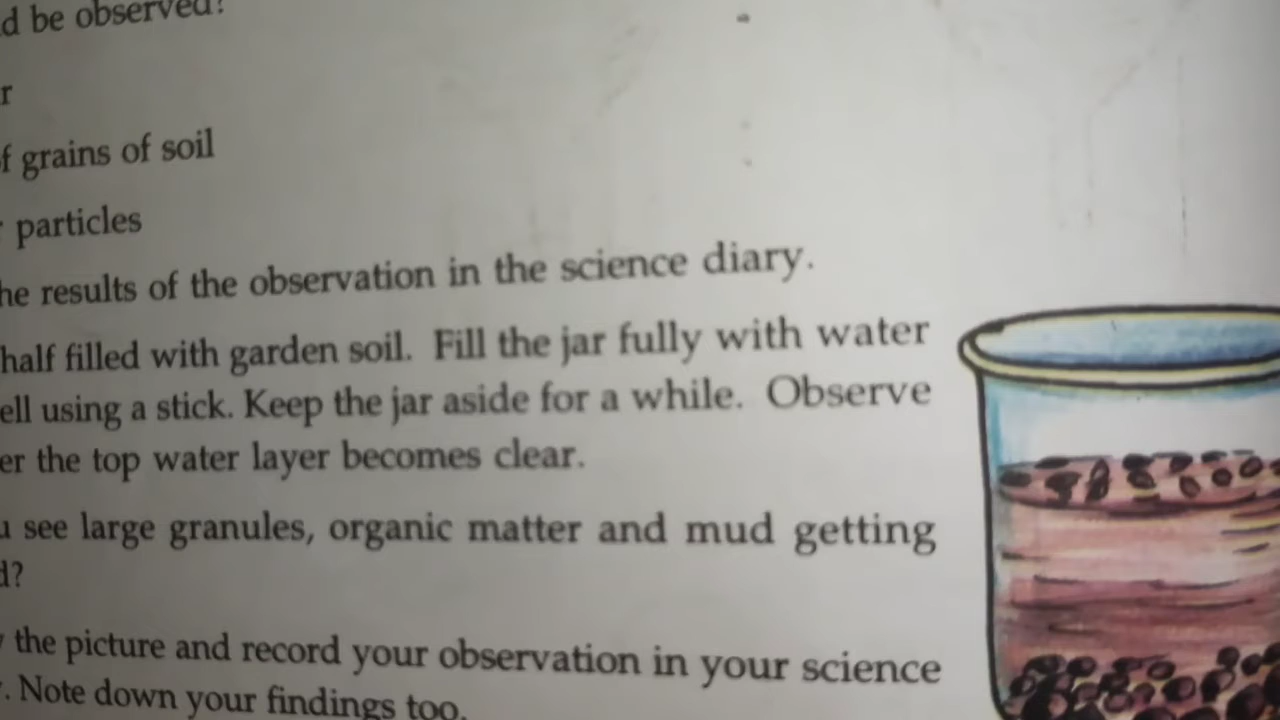 d be observed?
r
f grains of soil
particles
he results of the observation in the science diary.
half filled with garden soil. Fill the jar fully with water
ell using a stick. Keep the jar aside for a while. Observe
er the top water layer becomes clear.
u see large granules, organic matter and mud getting
d?
the picture and record your observation in your science
. Note down your findings too.